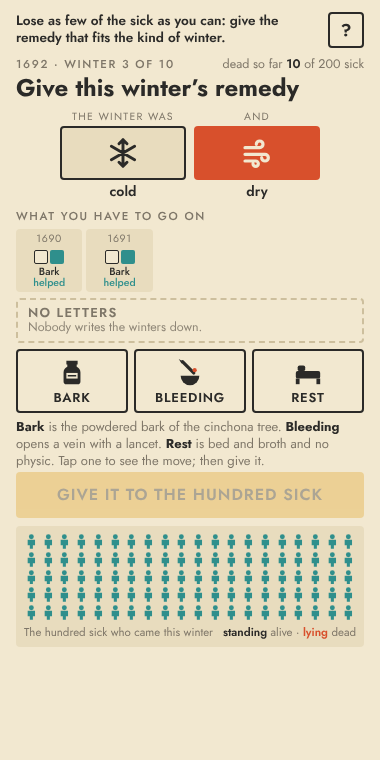 Lose as few of the sick as you can: give the
remedy that fits the kind of winter.
?
1692 · WINTER 3 OF 10
dead so far 10 of 200 sick
Give this winter's remedy
THE WINTER WAS
AND
cold
dry
WHAT YOU HAVE TO GO ON
1690
1691
Bark
helped
Bark
helped
NO LETTERS
Nobody writes the winters down.
BARK
BLEEDING
REST
Bark is the powdered bark of the cinchona tree. Bleeding
opens a vein with a lancet. Rest is bed and broth and no
physic. Tap one to see the move; then give it.
GIVE IT TO THE HUNDRED SICK
The hundred sick who came this winter
standing alive · lying dead